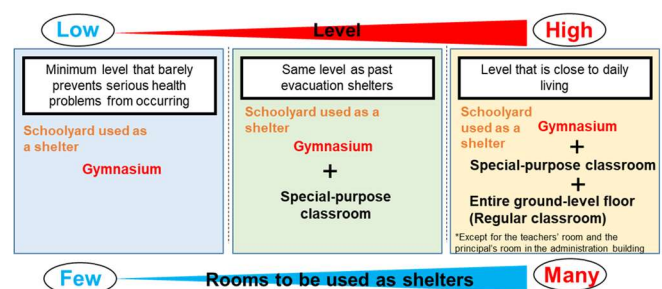 Low
Level
High
Minimum level that barely
prevents serious health
problems from occurring
Schoolyard used as
a shelter
Gymnasium
Same level as past
evacuation shelters
Schoolyard used as a
shelter
Gymnasium
+
Special-purpose
classroom
Level that is close to daily
living
Schoolyard
used as a
shelter
Gymnasium
+
Special-purpose classroom
+
Entire ground-level floor
(Regular classroom)
*Except for the teachers' room and the
principal's room in the administration building
Few
Rooms to be used as shelters
Many